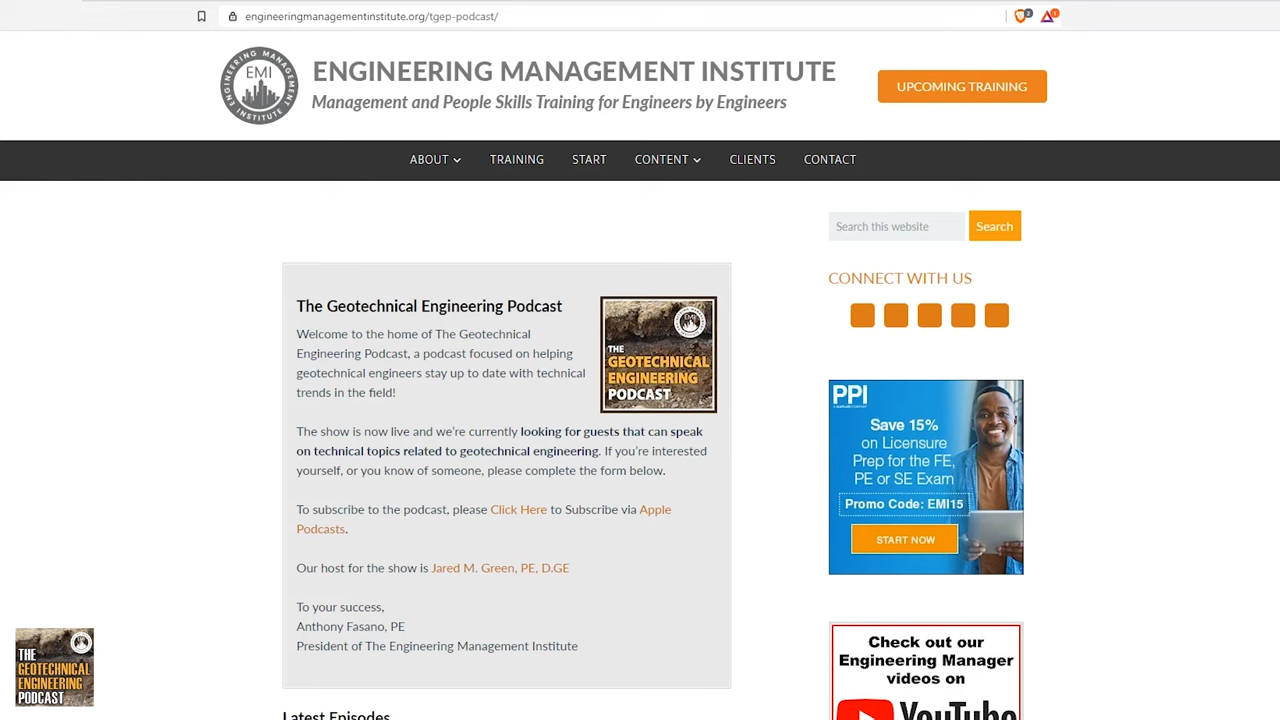 engineeringmanagementinstitute.org/tgep-podcast/
2
1
ENGINEERING MANAGEMENT INSTITUTE
EMI
ENGINEERING MANAGEMENT INSTITUTE
Management and People Skills Training for Engineers by Engineers
UPCOMING TRAINING
ABOUT TRAINING START CONTENT CLIENTS CONTACT
Search this website Search
CONNECT WITH US
The Geotechnical Engineering Podcast
Welcome to the home of The Geotechnical
Engineering Podcast, a podcast focused on helping
geotechnical engineers stay up to date with technical
trends in the field!
EMI
THE
GEOTECHNICAL
ENGINEERING
PODCAST
The show is now live and we're currently looking for guests that can speak
on technical topics related to geotechnical engineering. If you're interested
yourself, or you know of someone, please complete the form below.
To subscribe to the podcast, please Click Here to Subscribe via Apple
Podcasts.
Our host for the show is Jared M. Green, PE, D.GE
To your success,
Anthony Fasano, PE
President of The Engineering Management Institute
Latest Episodes
PPI
Save 15%
on Licensure
Prep for the FE,
PE or SE Exam
Promo Code: EMI15
START NOW
Check out our
Engineering Manager
videos on
YouTube
THE
GEOTECHNICAL
ENGINEERING
PODCAST